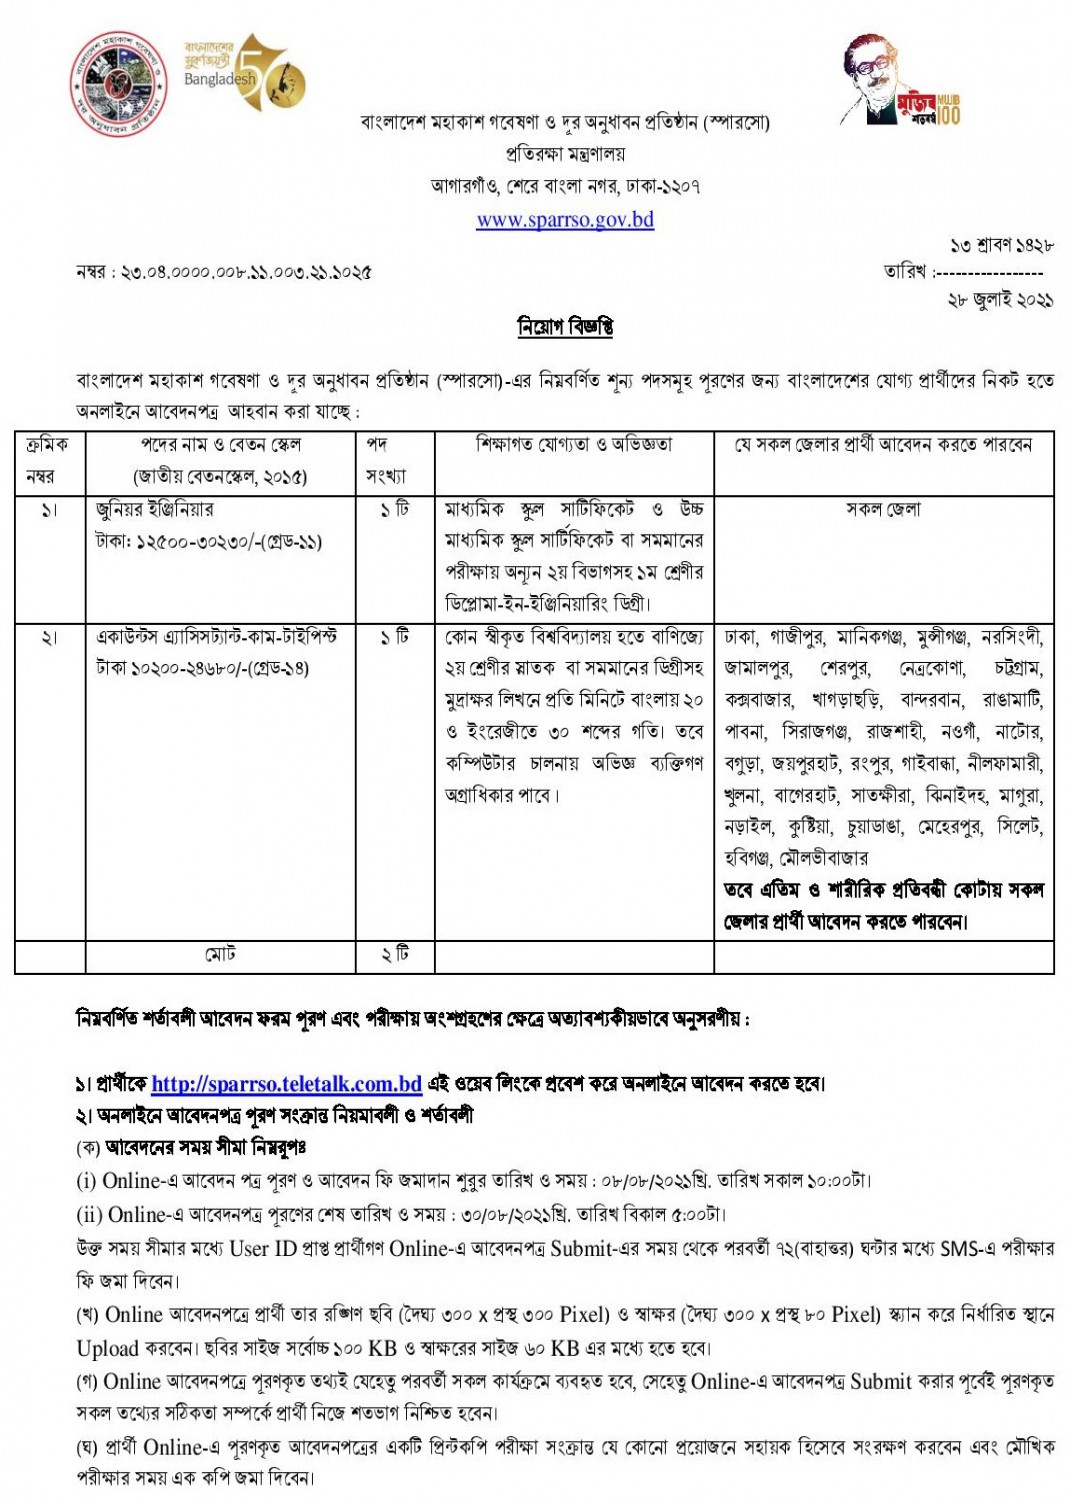 বাংলাদেশ মহাকাশ গবেষণা ও দূর অনুধাবন প্রতিষ্ঠান
বাংলাদেশের
সুবর্ণজয়ন্তী
Bangladesh
50
মুজিব
শতবর্ষ
MUJIB
100
বাংলাদেশ মহাকাশ গবেষণা ও দূর অনুধাবন প্রতিষ্ঠান (স্পারসো)
প্রতিরক্ষা মন্ত্রণালয়
আগারগাঁও, শেরে বাংলা নগর, ঢাকা-১২০৭
www.sparrso.gov.bd
১৩ শ্রাবণ ১৪২৮
নম্বর : ২৩.০৪.০০০০.০০৮.১১.০০৩.২১.১০২৫
তারিখ :-----------------
২৮ জুলাই ২০২১
নিয়োগ বিজ্ঞপ্তি
বাংলাদেশ মহাকাশ গবেষণা ও দূর অনুধাবন প্রতিষ্ঠান (স্পারসো)-এর নিম্নবর্ণিত শূন্য পদসমূহ পূরণের জন্য বাংলাদেশের যোগ্য প্রার্থীদের নিকট হতে
অনলাইনে আবেদনপত্র আহবান করা যাচ্ছে :
ক্রমিক
নম্বর
পদের নাম ও বেতন স্কেল
(জাতীয় বেতনস্কেল, ২০১৫)
পদ
সংখ্যা
শিক্ষাগত যোগ্যতা ও অভিজ্ঞতা
যে সকল জেলার প্রার্থী আবেদন করতে পারবেন
১।
জুনিয়র ইঞ্জিনিয়ার
টাকা: ১২৫০০-৩০২৩০/-(গ্রেড-১১)
১ টি
মাধ্যমিক স্কুল সাটিফিকেট ও উচ্চ
মাধ্যমিক স্কুল সার্টিফিকেট বা সমমানের
পরীক্ষায় অন্যূন ২য় বিভাগসহ ১ম শ্রেণীর
ডিপ্লোমা-ইন-ইঞ্জিনিয়ারিং ডিগ্রী।
সকল জেলা
২।
একাউন্টস এ্যাসিসট্যান্ট-কাম-টাইপিস্ট
টাকা ১০২০০-২৪৬৮০/-(গ্রেড-১৪)
১ টি
কোন স্বীকৃত বিশ্ববিদ্যালয় হতে বাণিজ্যে
২য় শ্রেণীর স্নাতক বা সমমানের ডিগ্রীসহ
মুদ্রাক্ষর লিখনে প্রতি মিনিটে বাংলায় ২০
ও ইংরেজীতে ৩০ শব্দের গতি। তবে
কম্পিউটার চালনায় অভিজ্ঞ ব্যক্তিগণ
অগ্রাধিকার পাবে।
ঢাকা, গাজীপুর, মানিকগঞ্জ, মুন্সীগঞ্জ, নরসিংদী,
জামালপুর, শেরপুর, নেত্রকোণা, চট্টগ্রাম,
কক্সবাজার, খাগড়াছড়ি, বান্দরবান, রাঙামাটি,
পাবনা, সিরাজগঞ্জ, রাজশাহী, নওগাঁ, নাটোর,
বগুড়া, জয়পুরহাট, রংপুর, গাইবান্ধা, নীলফামারী,
খুলনা, বাগেরহাট, সাতক্ষীরা, ঝিনাইদহ, মাগুরা,
নড়াইল, কুষ্টিয়া, চুয়াডাঙা, মেহেরপুর, সিলেট,
হবিগঞ্জ, মৌলভীবাজার
তবে এতিম ও শারীরিক প্রতিবন্ধী কোটায় সকল
জেলার প্রার্থী আবেদন করতে পারবেন।
মোট
২ টি
নিম্নবর্ণিত শর্তাবলী আবেদন ফরম পূরণ এবং পরীক্ষায় অংশগ্রহণের ক্ষেত্রে অত্যাবশ্যকীয়ভাবে অনুসরণীয় :
১। প্রার্থীকে http://sparrso.teletalk.com.bd এই ওয়েব লিংকে প্রবেশ করে অনলাইনে আবেদন করতে হবে।
২। অনলাইনে আবেদনপত্র পূরণ সংক্রান্ত নিয়মাবলী ও শর্তাবলী
(ক) আবেদনের সময় সীমা নিম্নরূপঃ
(i) Online-এ আবেদন পত্র পূরণ ও আবেদন ফি জমাদান শুরুর তারিখ ও সময় : ০৮/০৮/২০২১খ্রি. তারিখ সকাল ১০:০০টা।
(ii) Online-এ আবেদনপত্র পূরণের শেষ তারিখ ও সময় : ৩০/০৮/২০২১খ্রি. তারিখ বিকাল ৫:০০টা।
উক্ত সময় সীমার মধ্যে User ID প্রাপ্ত প্রার্থীগণ Online-এ আবেদনপত্র Submit-এর সময় থেকে পরবর্তী ৭২(বাহাত্তর) ঘন্টার মধ্যে SMS-এ পরীক্ষার
ফি জমা দিবেন।
(খ) Online আবেদনপত্রে প্রার্থী তার রঙ্গিণ ছবি (দৈঘ্য ৩০০ x প্রস্থ ৩০০ Pixel) ও স্বাক্ষর (দৈঘ্য ৩০০ x প্রস্থ ৮০ Pixel) স্ক্যান করে নির্ধারিত স্থানে
Upload করবেন। ছবির সাইজ সর্বোচ্চ ১০০ KB ও স্বাক্ষরের সাইজ ৬০ KB এর মধ্যে হতে হবে।
(গ) Online আবেদনপত্রে পূরণকৃত তথ্যই যেহেতু পরবর্তী সকল কার্যক্রমে ব্যবহৃত হবে, সেহেতু Online-এ আবেদনপত্র Submit করার পূর্বেই পূরণকৃত
সকল তথ্যের সঠিকতা সম্পর্কে প্রার্থী নিজে শতভাগ নিশ্চিত হবেন।
(ঘ) প্রার্থী Online-এ পূরণকৃত আবেদনপত্রের একটি প্রিন্টকপি পরীক্ষা সংক্রান্ত যে কোনো প্রয়োজনে সহায়ক হিসেবে সংরক্ষণ করবেন এবং মৌখিক
পরীক্ষার সময় এক কপি জমা দিবেন।